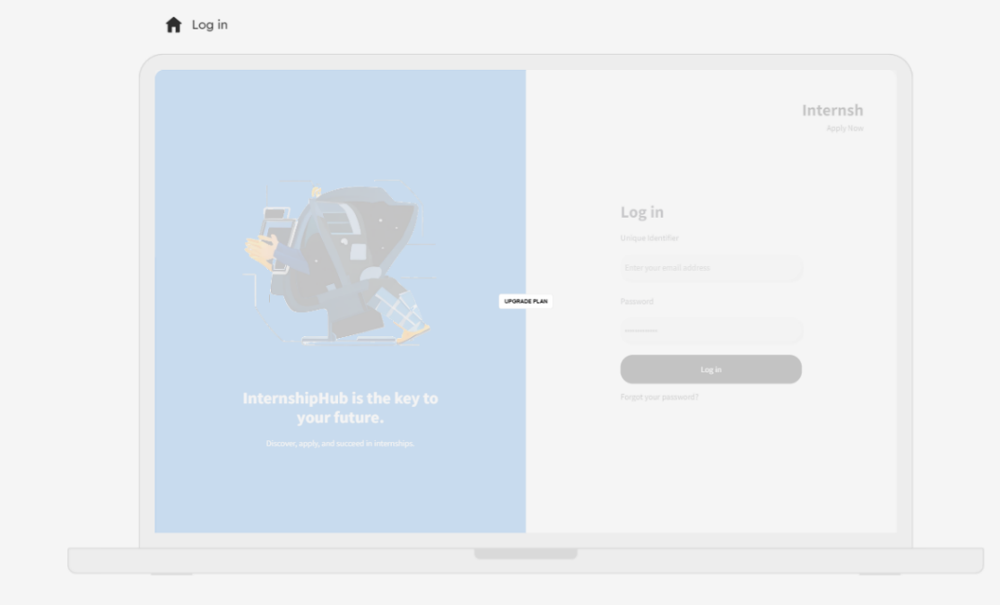 Log in
Internsh
Apply Now
Log in
Unique Identifier
Enter your email address
Password
UPGRADE PLAN
Log in
Forgot your password?
InternshipHub is the key to
your future.
Discover, apply, and succeed in internships.